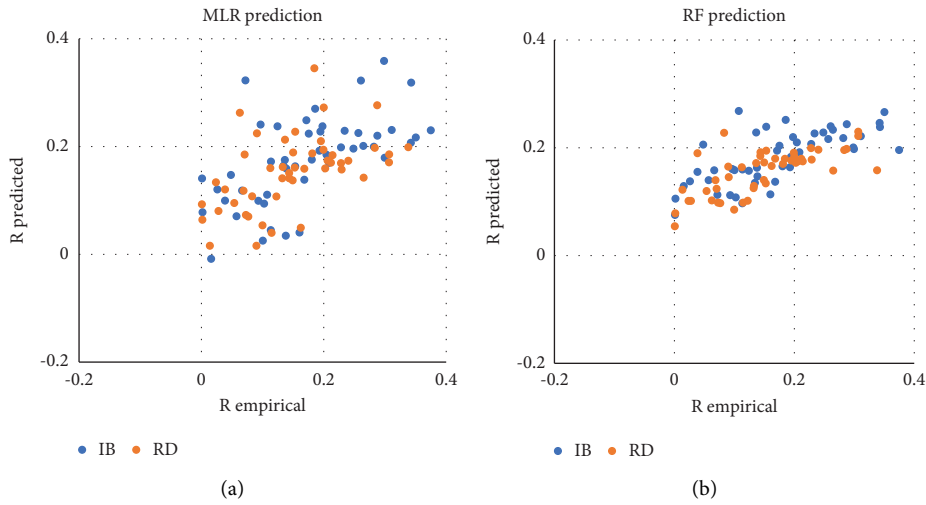 MLR prediction
0.4
0.2
0
-0.2
R predicted
-0.2 0 0.2 0.4
R empirical
IB RD
(a)
RF prediction
0.4
0.2
0
-0.2
R predicted
-0.2 0 0.2 0.4
R empirical
IB RD
(b)